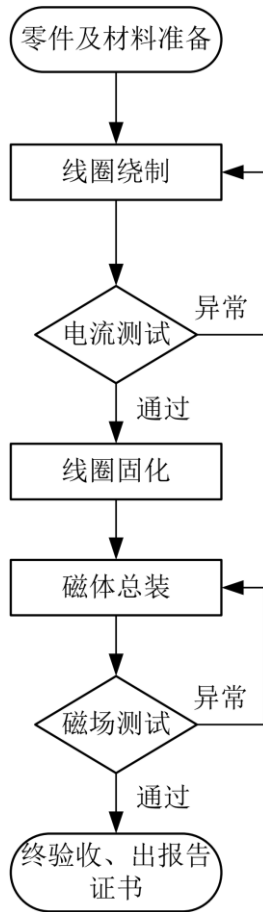 零件及材料准备
线圈绕制
电流测试
异常
通过
线圈固化
磁体总装
磁场测试
异常
通过
终验收、出报告
证书